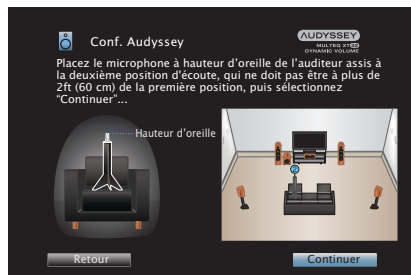 Conf. Audyssey
AUDYSSEY
MULTEQ XT32
DYNAMIC VOLUME
Placez le microphone à hauteur d'oreille de l'auditeur assis à
la deuxième position d'écoute, qui ne doit pas être à plus de
2ft (60 cm) de la première position, puis sélectionnez
"Continuer"...
Hauteur d'oreille
2
Retour
Continuer